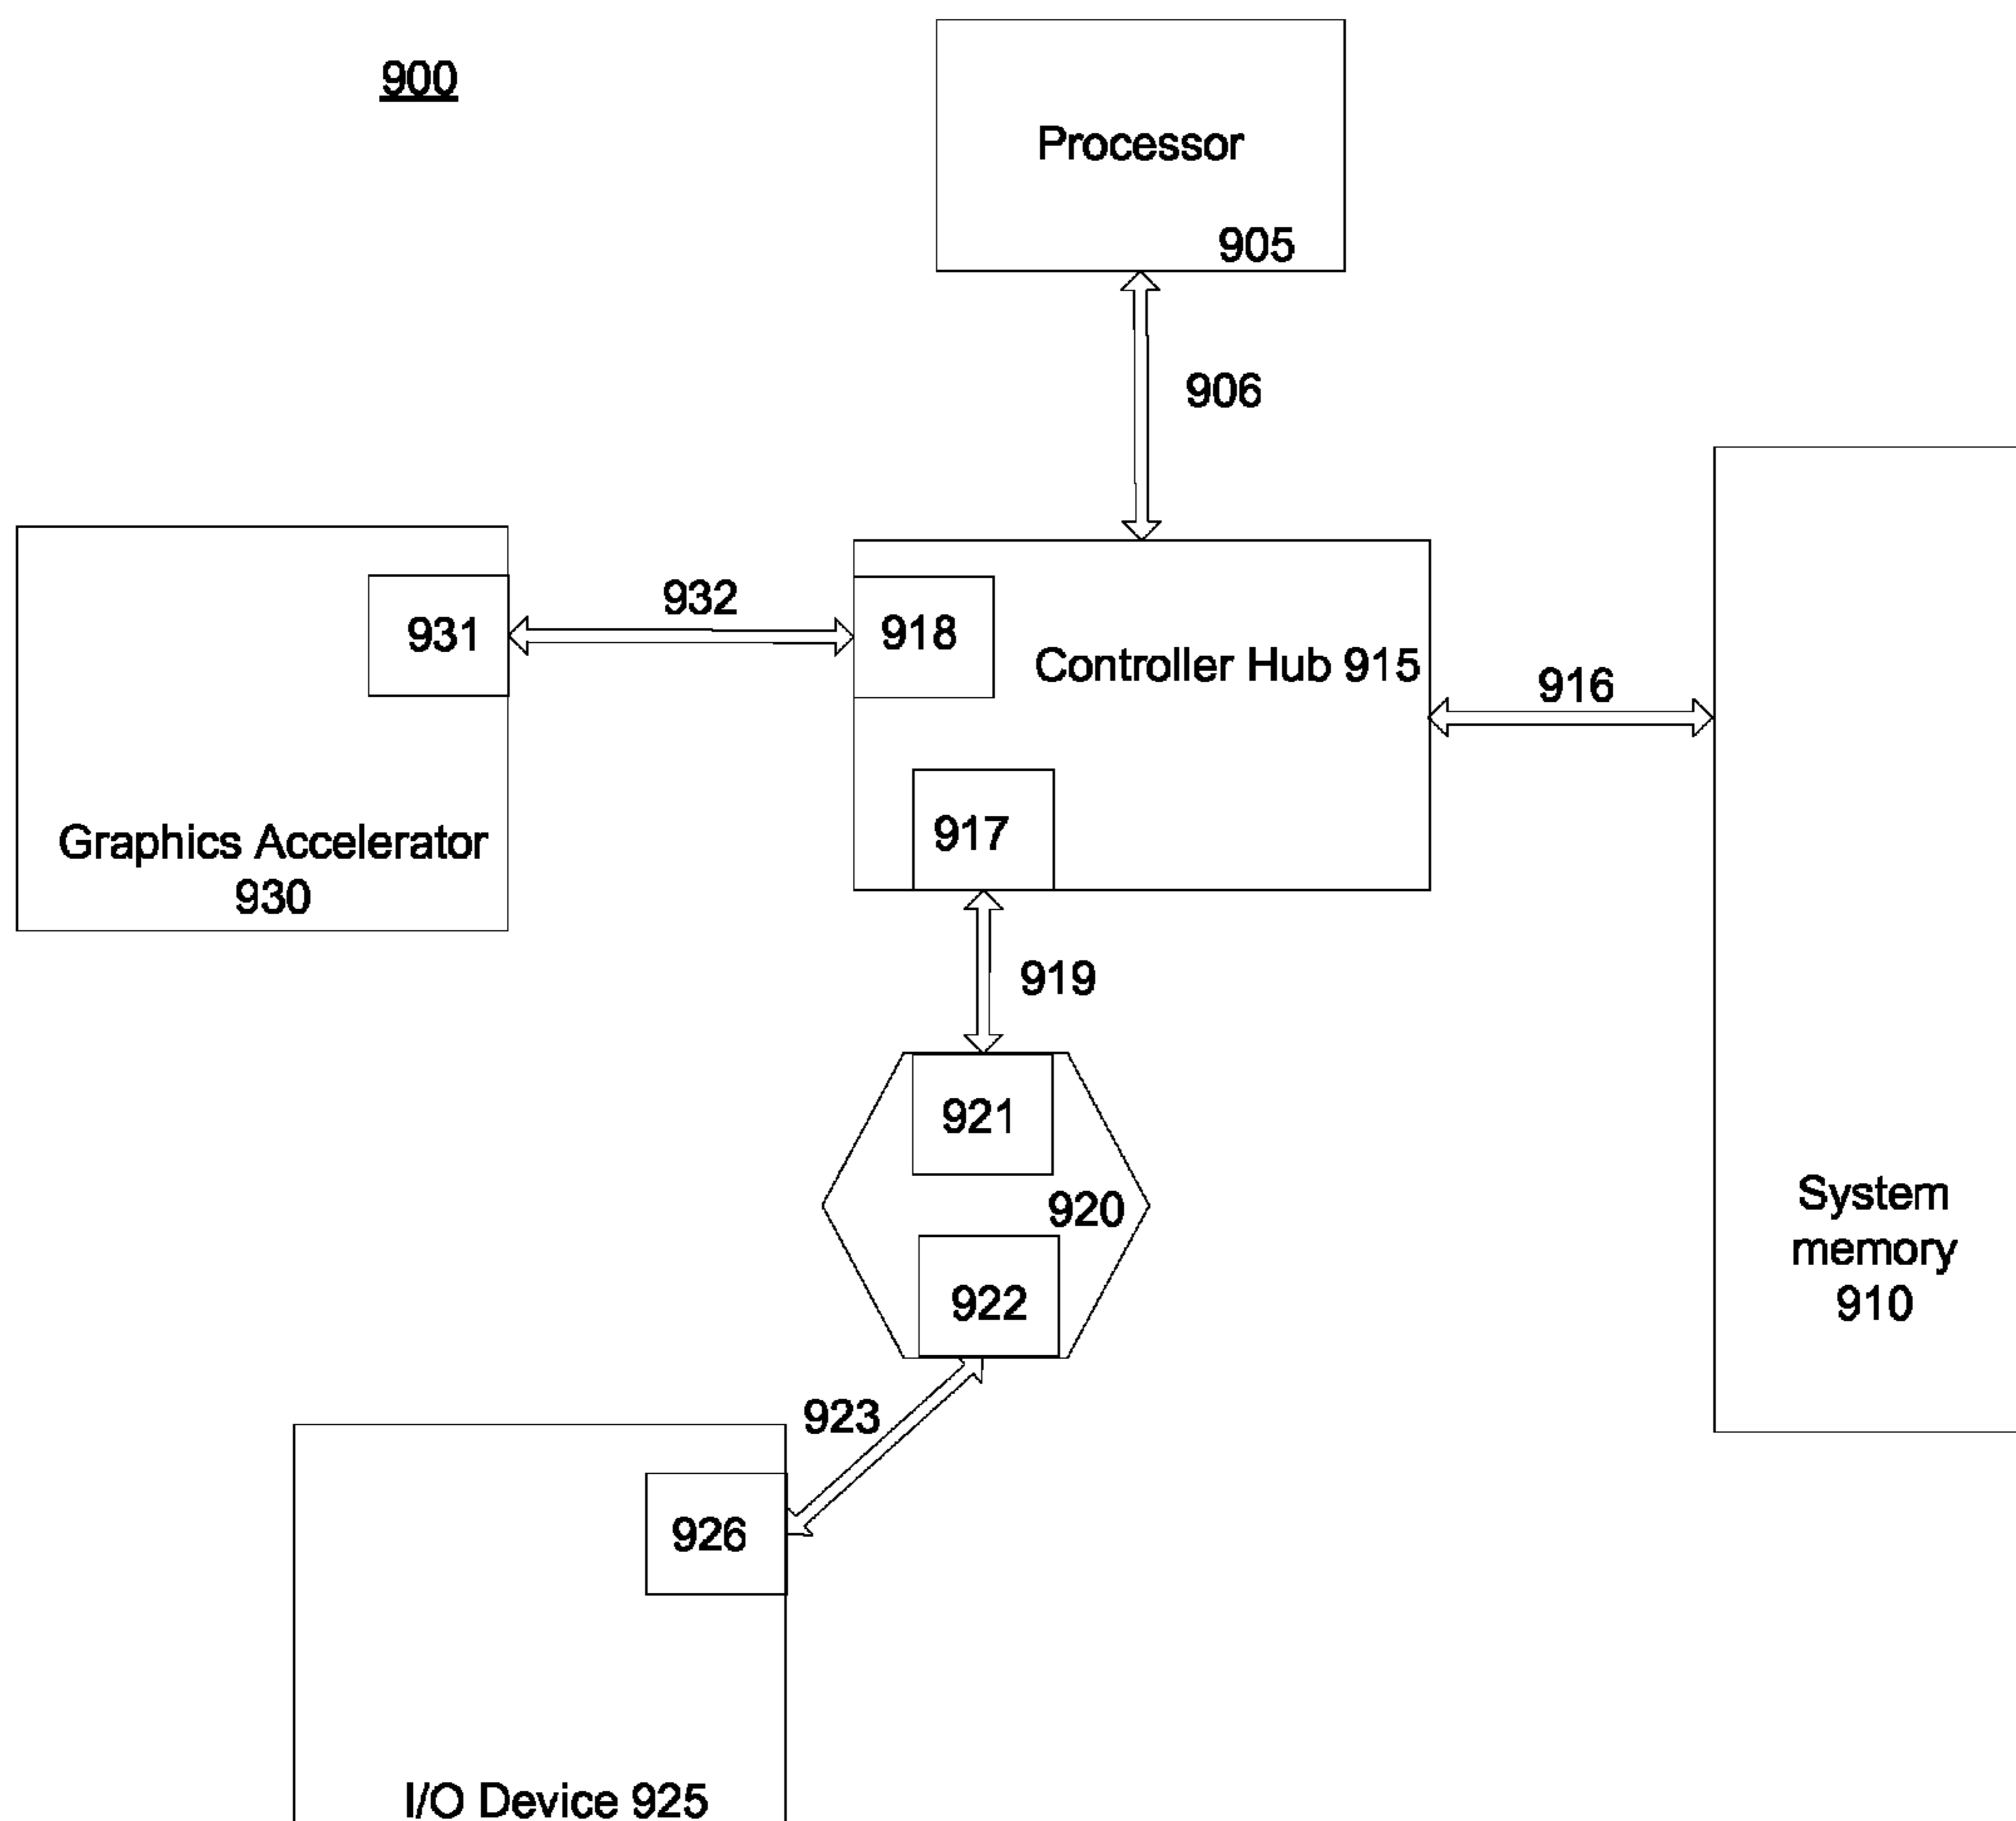 900
Processor
905
906
932
931
918
Controller Hub 915
916
917
Graphics Accelerator
930
919
921
920
922
System
memory
910
923
926
I/O Device 925